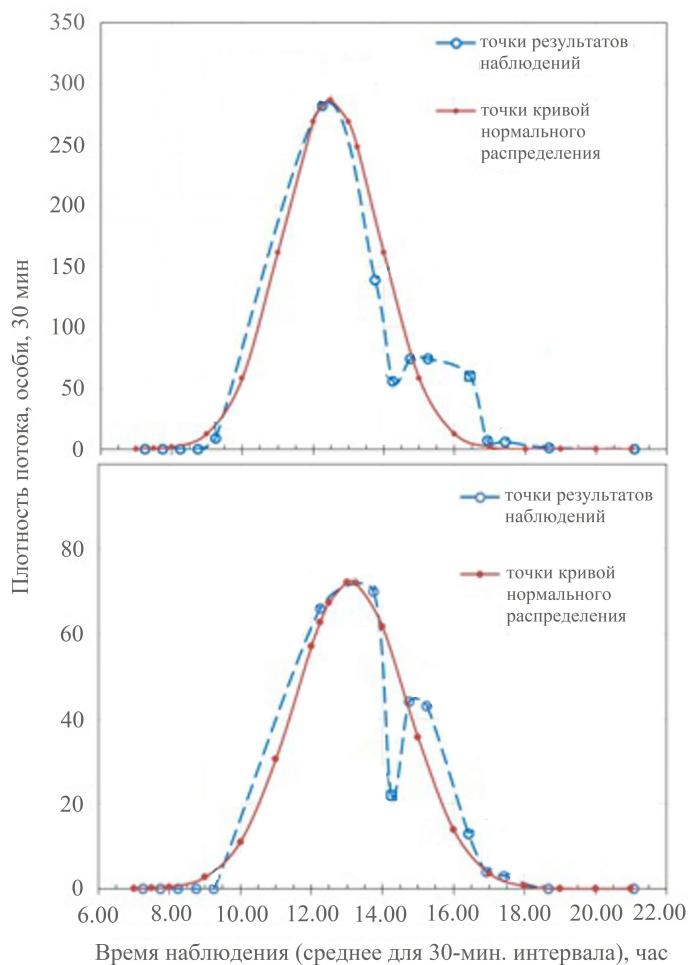 350
300
250
200
150
100
50
0
точки результатов
наблюдений
точки кривой
нормального
распределения
Плотность потока, особи, 30 мин
80
60
40
20
0
точки результатов
наблюдений
точки кривой
нормального
распределения
6.00 8.00 10.00 12.00 14.00 16.00 18.00 20.00 22.00
Время наблюдения (среднее для 30-мин. интервала), час